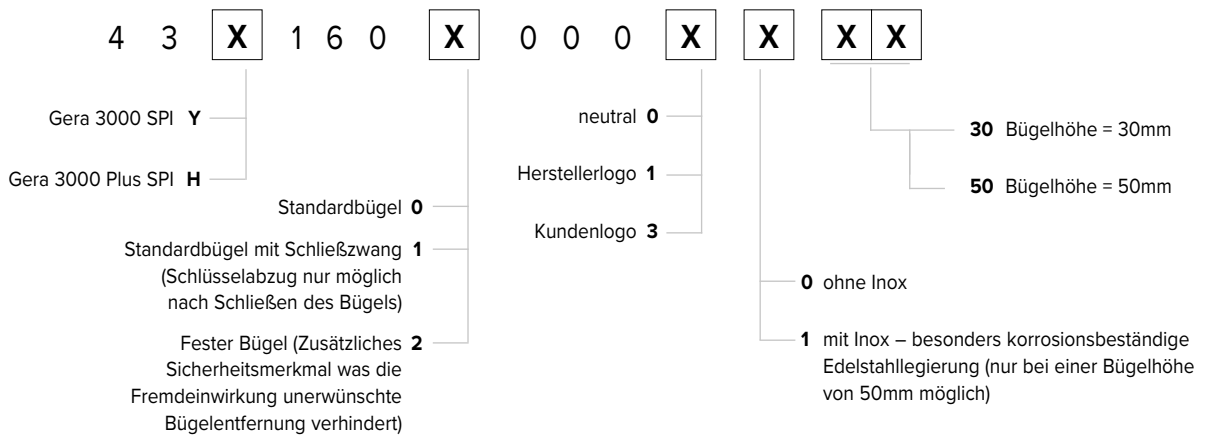 4 3 X 1 6 0 X 0 0 0 X X X X
Gera 3000 SPI Y
Gera 3000 Plus SPI H
Standardbügel 0
Standardbügel mit Schließzwang 1
(Schlüsselabzug nur möglich
nach Schließen des Bügels)
Fester Bügel (Zusätzliches 2
Sicherheitsmerkmal was die
Fremdeinwirkung unerwünschte
Bügelentfernung verhindert)
neutral 0
Herstellerlogo 1
Kundenlogo 3
0 ohne Inox
1 mit Inox – besonders korrosionsbeständige
Edelstahllegierung (nur bei einer Bügelhöhe
von 50mm möglich)
30 Bügelhöhe = 30mm
50 Bügelhöhe = 50mm